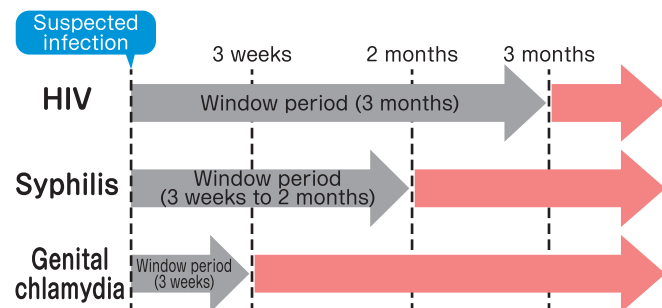 Suspected
infection
3 weeks
2 months
3 months
HIV
Window period (3 months)
Syphilis
Window period
(3 weeks to 2 months)
Genital
chlamydia
Window period
(3 weeks)